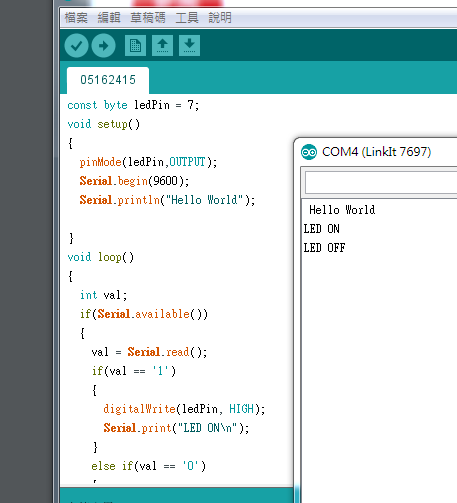 檔案 編輯 草稿碼 工具 說明
05162415
const byte ledPin = 7;
void setup()
{
  pinMode(ledPin,OUTPUT);
  Serial.begin(9600);
  Serial.println("Hello World");
}
void loop()
{
  int val;
  if(Serial.available())
  {
    val = Serial.read();
    if(val == '1')
    {
      digitalWrite(ledPin, HIGH);
      Serial.print("LED ON\n");
    }
    else if(val == '0')
    {
COM4 (LinkIt 7697)
Hello World
LED ON
LED OFF